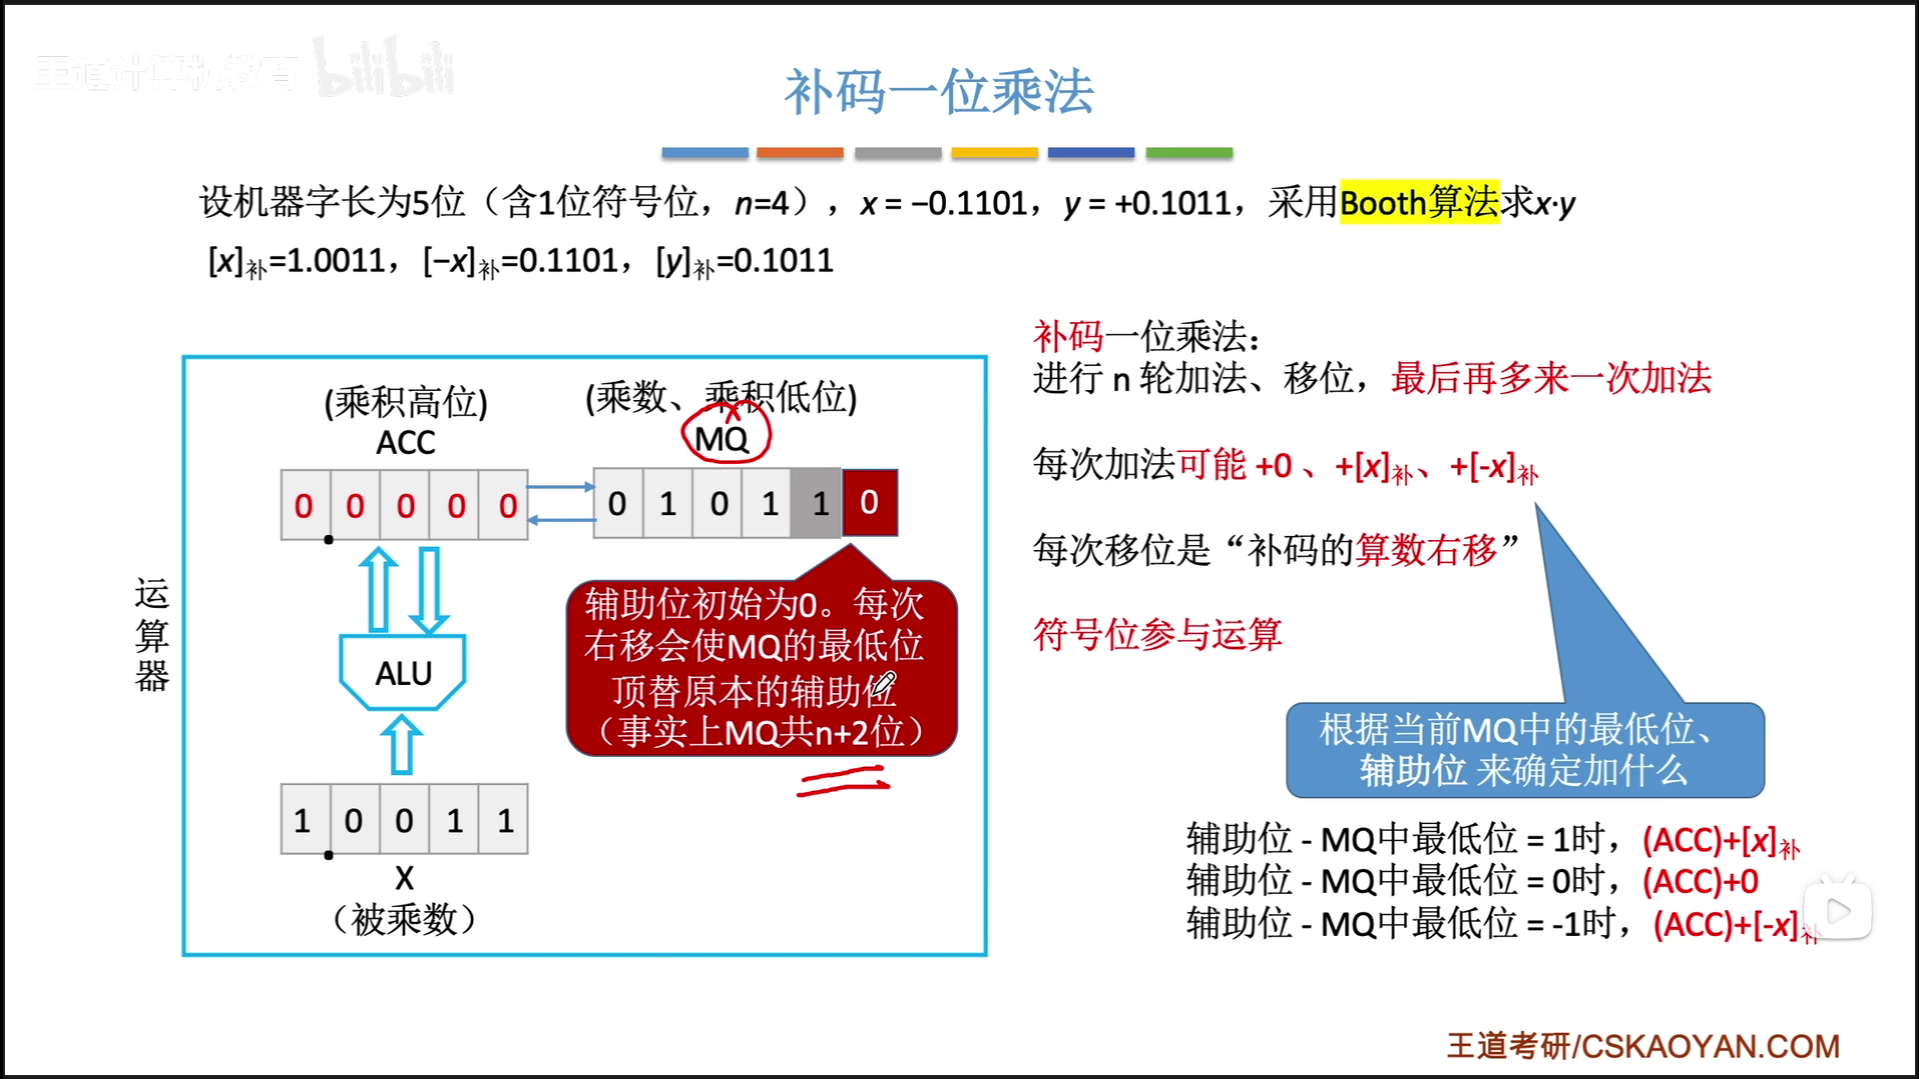 王道计算机教育 bilibili
补码一位乘法
设机器字长为5位（含1位符号位，n=4），x = −0.1101，y = +0.1011，采用Booth算法求x·y
[x]补=1.0011，[−x]补=0.1101，[y]补=0.1011
补码一位乘法：
进行 n 轮加法、移位，最后再多来一次加法
每次加法可能 +0 、+[x]补、+[-x]补
每次移位是“补码的算数右移”
符号位参与运算
根据当前MQ中的最低位、
辅助位 来确定加什么
辅助位 - MQ中最低位 = 1时，(ACC)+[x]补
辅助位 - MQ中最低位 = 0时，(ACC)+0
辅助位 - MQ中最低位 = -1时，(ACC)+[-x]补
运算器
(乘积高位)
ACC
0 0 0 0 0
(乘数、乘积低位)
MQ
0 1 0 1 1 0
辅助位初始为0。每次
右移会使MQ的最低位
顶替原本的辅助位
（事实上MQ共n+2位）
ALU
1 0 0 1 1
X
（被乘数）
王道考研/CSKAOYAN.COM